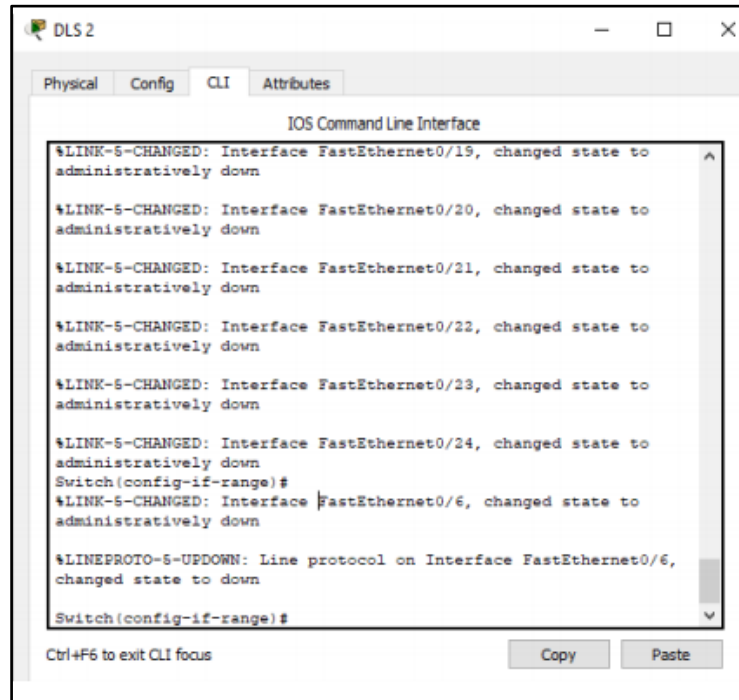 DLS 2
Physical Config CLI Attributes
IOS Command Line Interface
%LINK-5-CHANGED: Interface FastEthernet0/19, changed state to
administratively down
%LINK-5-CHANGED: Interface FastEthernet0/20, changed state to
administratively down
%LINK-5-CHANGED: Interface FastEthernet0/21, changed state to
administratively down
%LINK-5-CHANGED: Interface FastEthernet0/22, changed state to
administratively down
%LINK-5-CHANGED: Interface FastEthernet0/23, changed state to
administratively down
%LINK-5-CHANGED: Interface FastEthernet0/24, changed state to
administratively down
Switch(config-if-range)#
%LINK-5-CHANGED: Interface FastEthernet0/6, changed state to
administratively down
%LINEPROTO-5-UPDOWN: Line protocol on Interface FastEthernet0/6,
changed state to down
Switch(config-if-range)#
Ctrl+F6 to exit CLI focus
Copy Paste